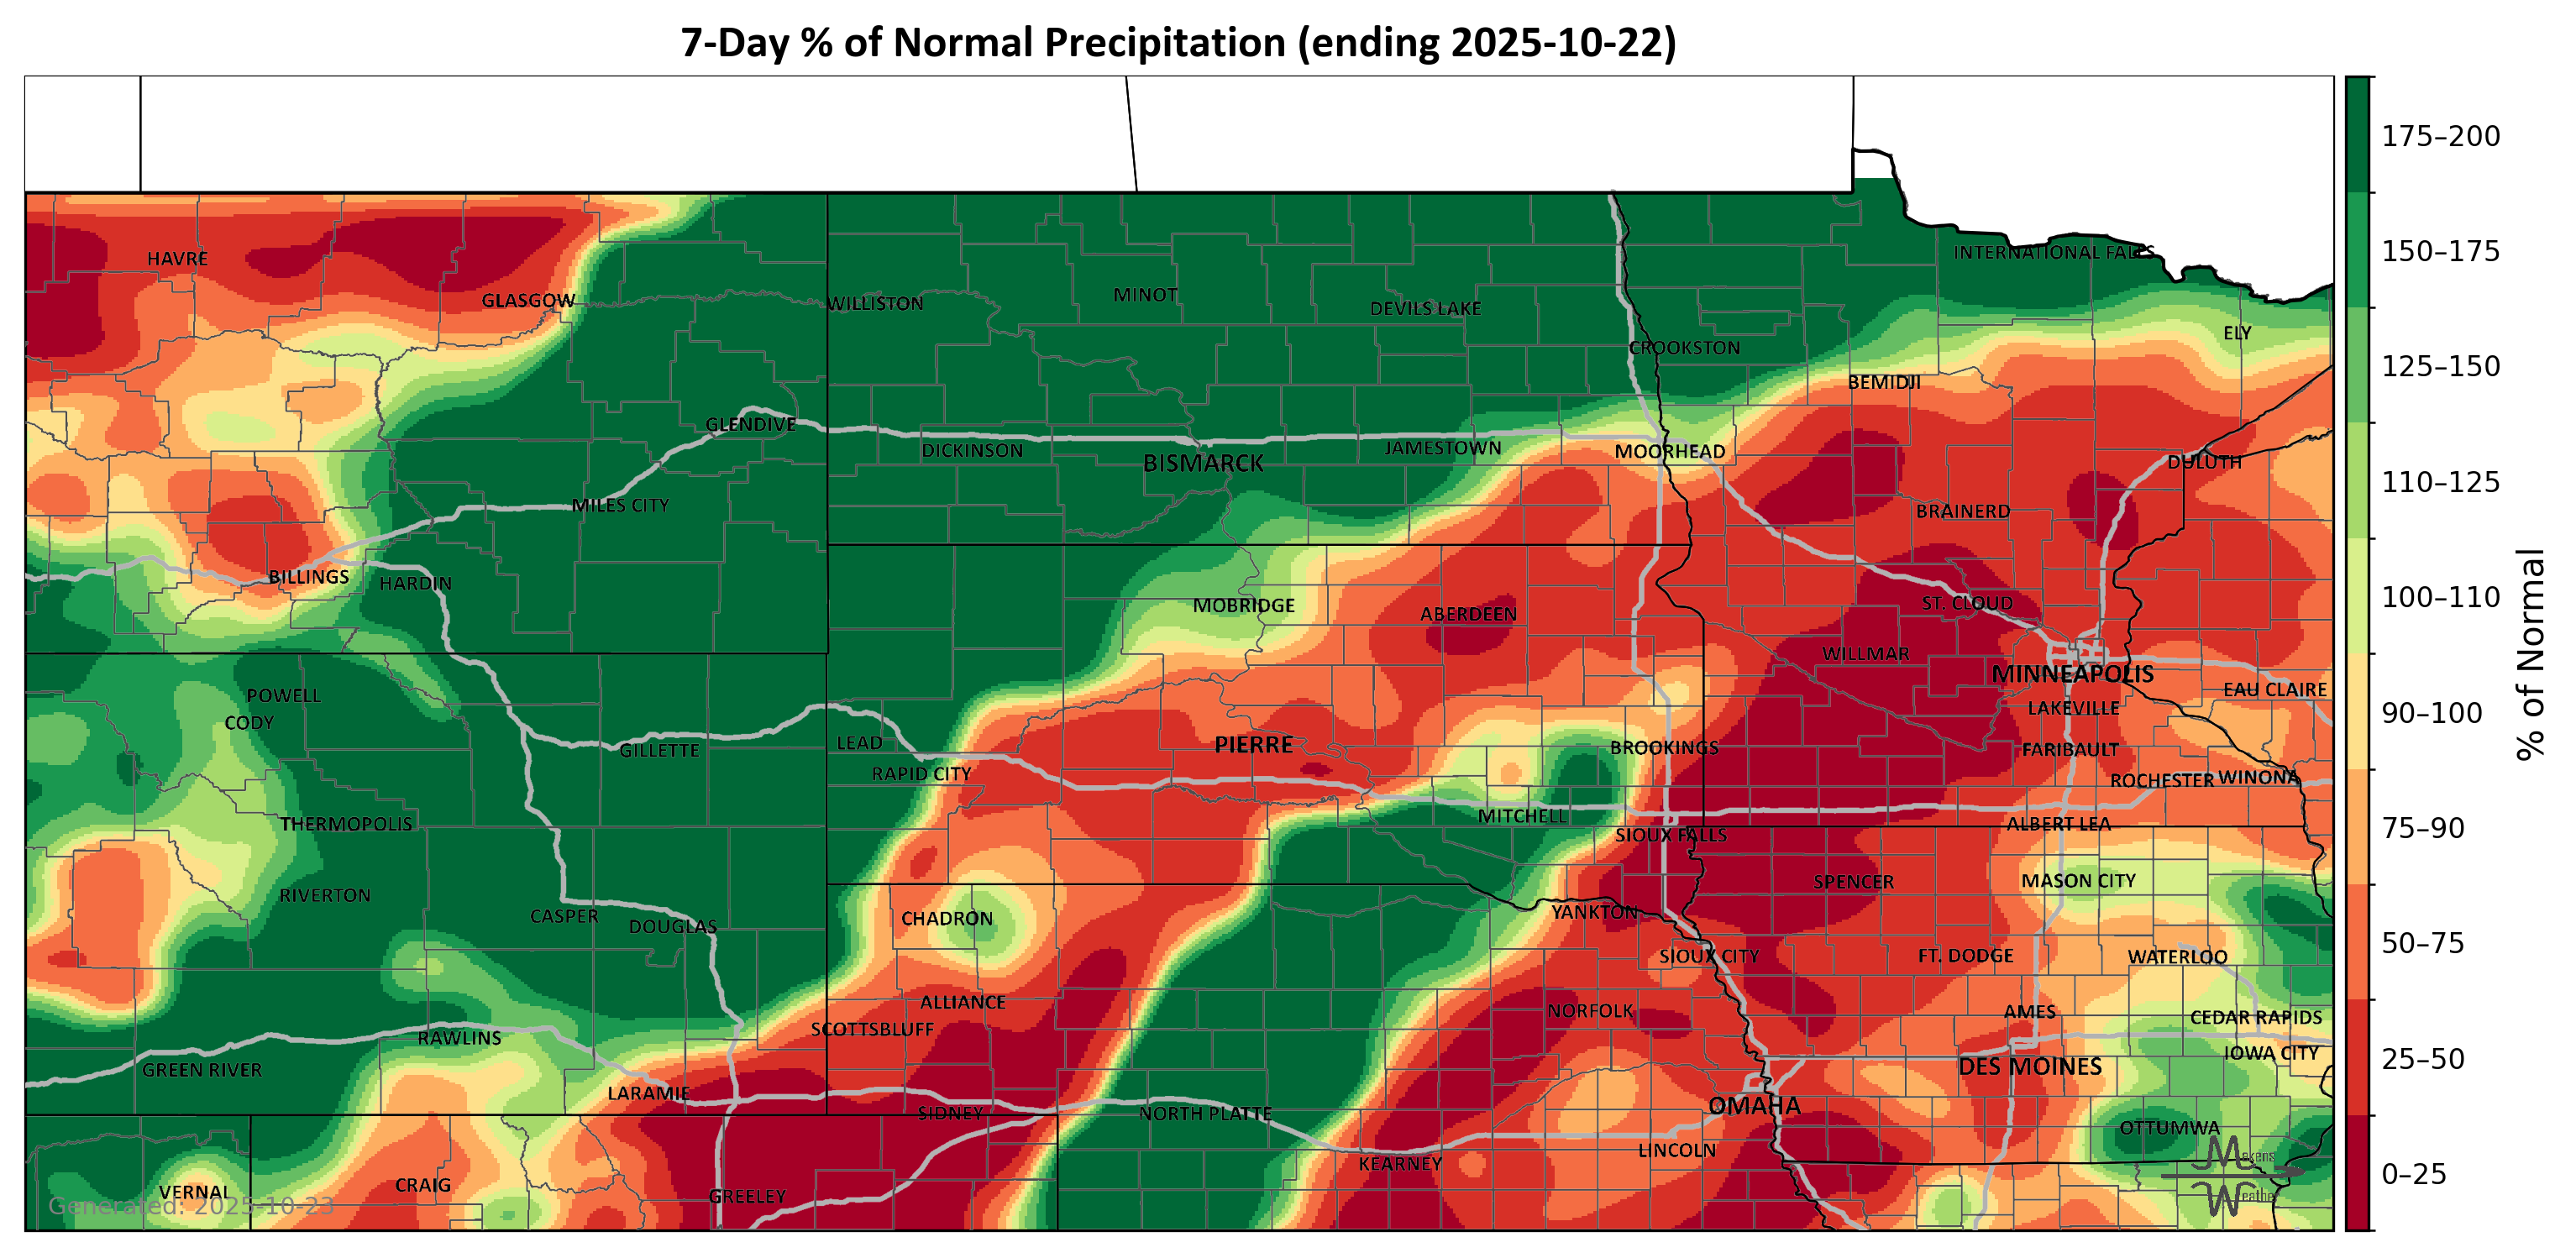 7-Day % of Normal Precipitation (ending 2025-10-22)
175–200
INTERNATIONAL FALLS
150–175
HAVRE
GLASGOW
WILLISTON
MINOT
DEVILS LAKE
ELY
CROOKSTON
125–150
BEMIDJI
GLENDIVE
DICKINSON
BISMARCK
JAMESTOWN
MOORHEAD
DULUTH
110–125
MILES CITY
BRAINERD
BILLINGS
HARDIN
MOBRIDGE
ABERDEEN
ST. CLOUD
100–110
WILLMAR
MINNEAPOLIS
EAU CLAIRE
% of Normal
POWELL
CODY
LAKEVILLE
90–100
GILLETTE
LEAD
PIERRE
BROOKINGS
FARIBAULT
RAPID CITY
ROCHESTER
WINONA
THERMOPOLIS
MITCHELL
SIOUX FALLS
ALBERT LEA
75–90
RIVERTON
SPENCER
MASON CITY
CASPER
DOUGLAS
CHADRON
YANKTON
SIOUX CITY
FT. DODGE
WATERLOO
50–75
ALLIANCE
NORFOLK
AMES
CEDAR RAPIDS
SCOTTSBLUFF
RAWLINS
IOWA CITY
GREEN RIVER
DES MOINES
25–50
LARAMIE
SIDNEY
NORTH PLATTE
OMAHA
OTTUMWA
KEARNEY
LINCOLN
VERNAL
CRAIG
GREELEY
0–25
Makens
Weather
Generated: 2025-10-23